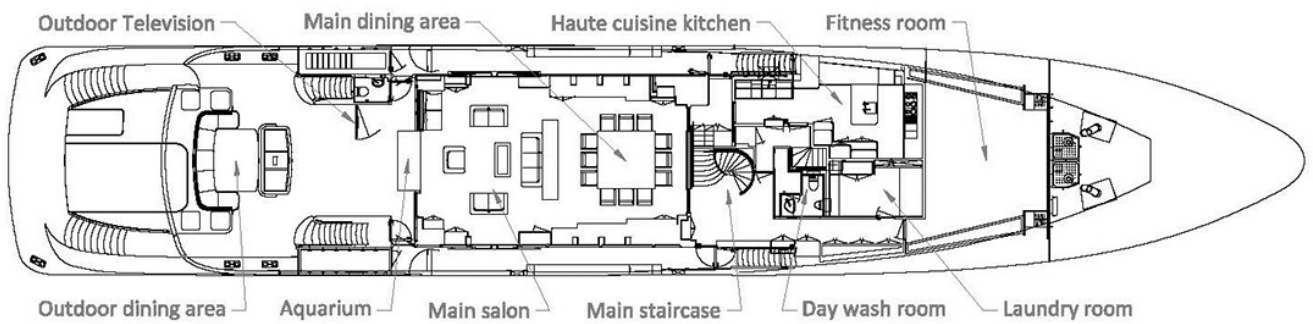 Outdoor Television
Main dining area
Haute cuisine kitchen
Fitness room
Outdoor dining area
Aquarium
Main salon
Main staircase
Day wash room
Laundry room